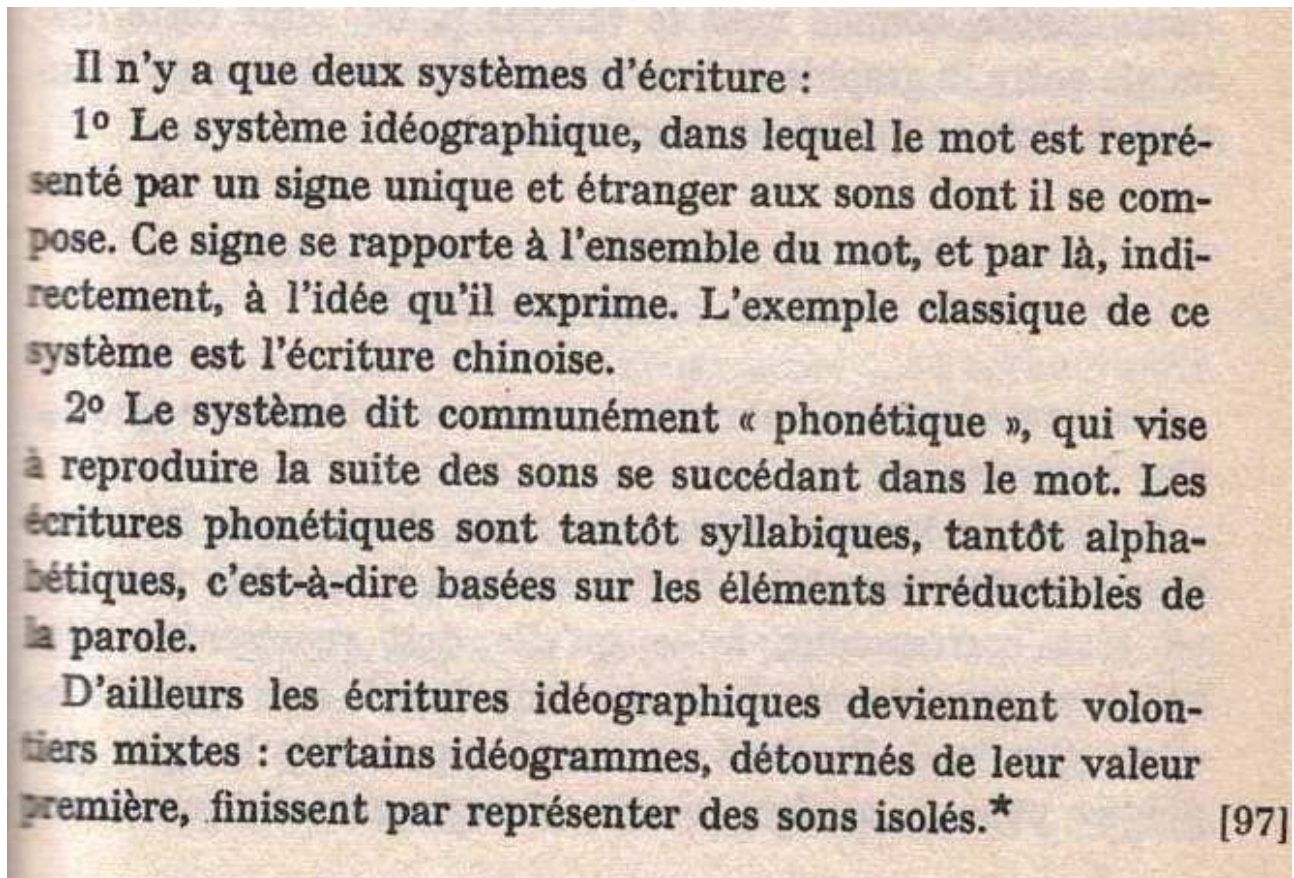 Il n'y a que deux systèmes d'écriture :
1º Le système idéographique, dans lequel le mot est repré-
senté par un signe unique et étranger aux sons dont il se com-
pose. Ce signe se rapporte à l'ensemble du mot, et par là, indi-
rectement, à l'idée qu'il exprime. L'exemple classique de ce
système est l'écriture chinoise.
2º Le système dit communément « phonétique », qui vise
à reproduire la suite des sons se succédant dans le mot. Les
écritures phonétiques sont tantôt syllabiques, tantôt alpha-
bétiques, c'est-à-dire basées sur les éléments irréductibles de
la parole.
D'ailleurs les écritures idéographiques deviennent volon-
tiers mixtes : certains idéogrammes, détournés de leur valeur
première, finissent par représenter des sons isolés.* [97]